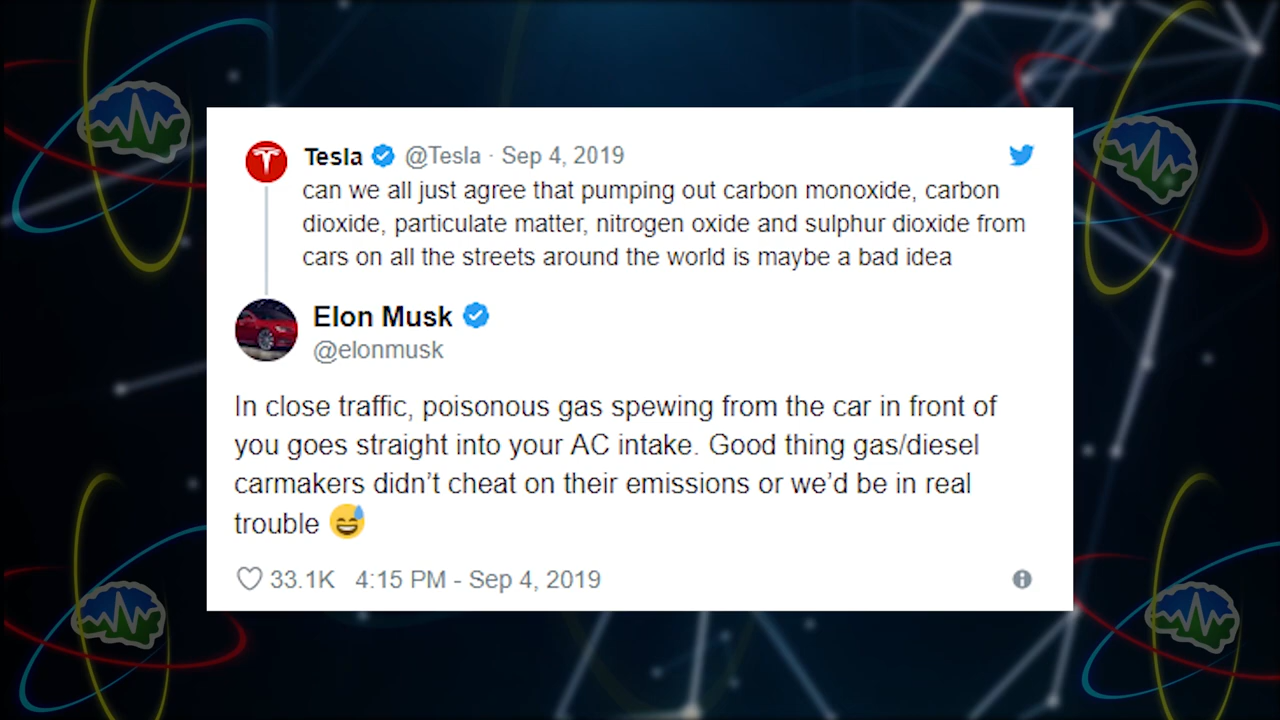 Tesla @Tesla · Sep 4, 2019
can we all just agree that pumping out carbon monoxide, carbon
dioxide, particulate matter, nitrogen oxide and sulphur dioxide from
cars on all the streets around the world is maybe a bad idea
Elon Musk
@elonmusk
In close traffic, poisonous gas spewing from the car in front of
you goes straight into your AC intake. Good thing gas/diesel
carmakers didn’t cheat on their emissions or we’d be in real
trouble 😅
33.1K 4:15 PM - Sep 4, 2019